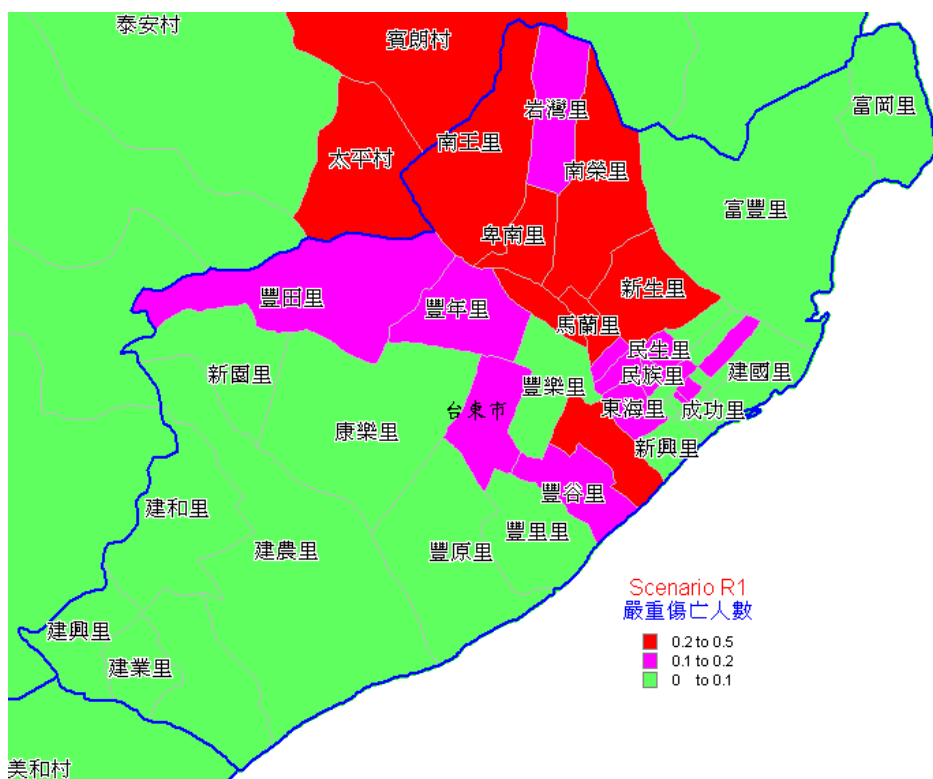 泰安村
賓朗村
岩灣里
富岡里
南王里
太平村
南榮里
富豐里
卑南里
新生里
豐田里
豐年里
馬蘭里
民生里
新園里
豐樂里
民族里
建國里
台東市
東海里
成功里
康樂里
新興里
豐谷里
建和里
豐里里
建農里
豐原里
Scenario R1
嚴重傷亡人數
0.2 to 0.5
0.1 to 0.2
0 to 0.1
建興里
建業里
美和村